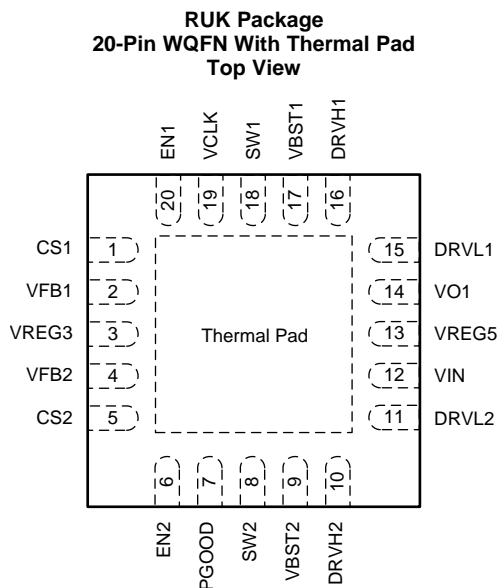 RUK Package
20-Pin WQFN With Thermal Pad
Top View
EN1
VCLK
SW1
VBST1
DRVH1
20
19
18
17
16
CS1 1
VFB1 2
VREG3 3
VFB2 4
CS2 5
Thermal Pad
15 DRVL1
14 VO1
13 VREG5
12 VIN
11 DRVL2
6
7
8
9
10
EN2
PGOOD
SW2
VBST2
DRVH2